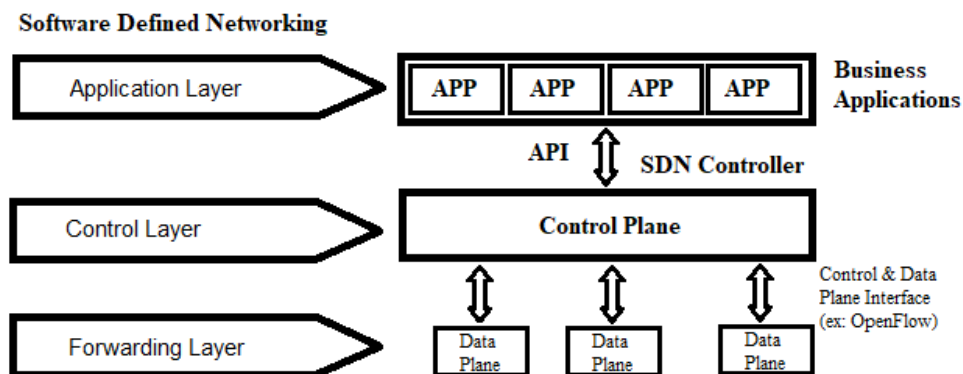 Software Defined Networking
Application Layer
APP APP APP APP
Business
Applications
API
SDN Controller
Control Layer
Control Plane
Control & Data
Plane Interface
(ex: OpenFlow)
Forwarding Layer
Data
Plane
Data
Plane
Data
Plane